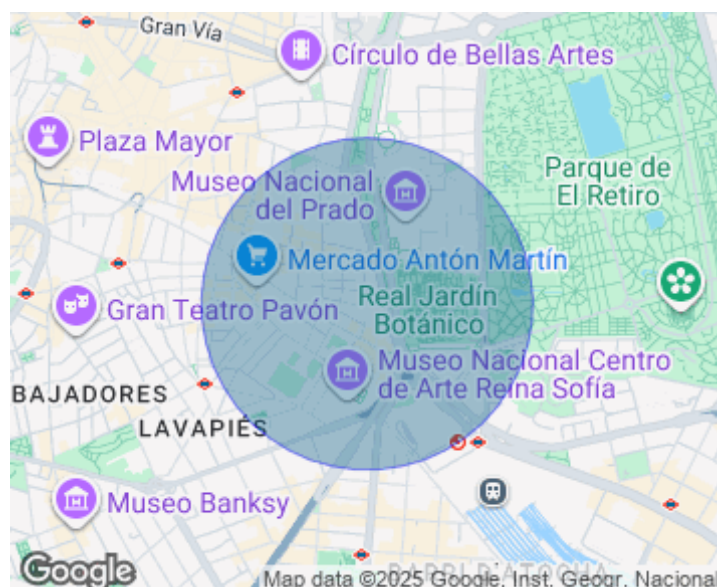 Gran Vía
Círculo de Bellas Artes
Plaza Mayor
Museo Nacional
del Prado
Parque de
El Retiro
Mercado Antón Martín
Gran Teatro Pavón
Real Jardín
Botánico
Museo Nacional Centro
de Arte Reina Sofía
BAJADORES
LAVAPIÉS
Museo Banksy
Google
Map data ©2025 Google, Inst. Geogr. Nacional